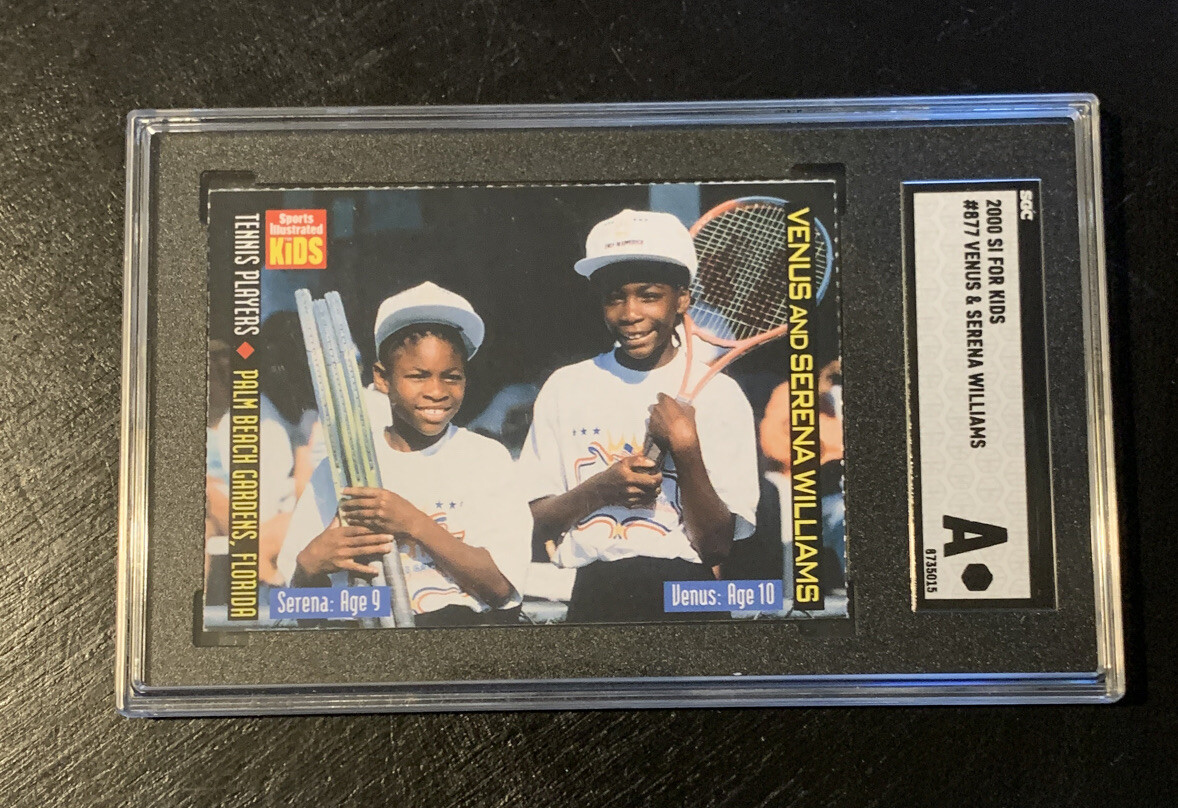 Sports
Illustrated
KiDS
TENNIS PLAYERS ◆ PALM BEACH GARDENS, FLORIDA
VENUS AND SERENA WILLIAMS
Serena: Age 9
Venus: Age 10
SGC
2000 SI FOR KIDS
#877 VENUS & SERENA WILLIAMS
A
8735015